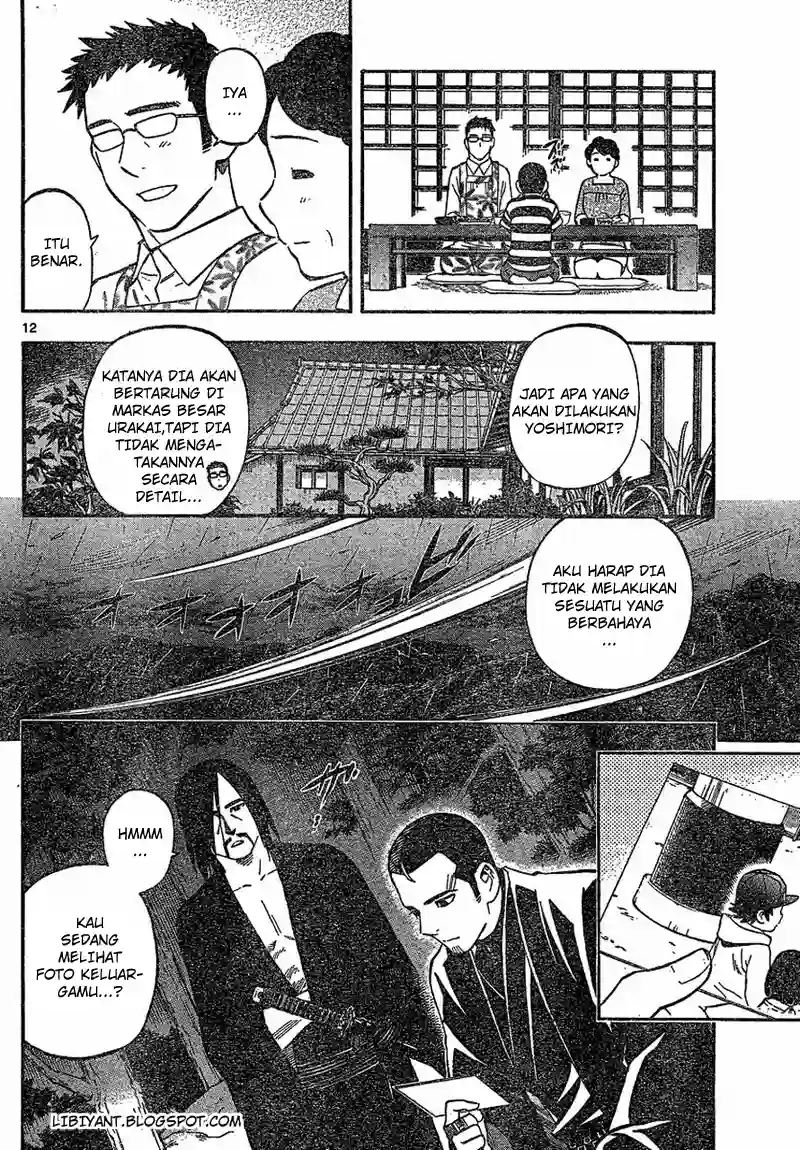 IYA
...
ITU
BENAR.
12
JADI APA YANG
AKAN DILAKUKAN
YOSHIMORI?
KATANYA DIA AKAN
BERTARUNG DI
MARKAS BESAR
URAKAI,TAPI DIA
TIDAK MENGA-
TAKANNYA
SECARA
DETAIL...
AKU HARAP DIA
TIDAK MELAKUKAN
SESUATU YANG
BERBAHAYA
...
オオオオオ
ビ
HMMM
...
KAU
SEDANG
MELIHAT
FOTO KELUAR-
GAMU...?
LIBIYANT.BLOGSPOT.COM